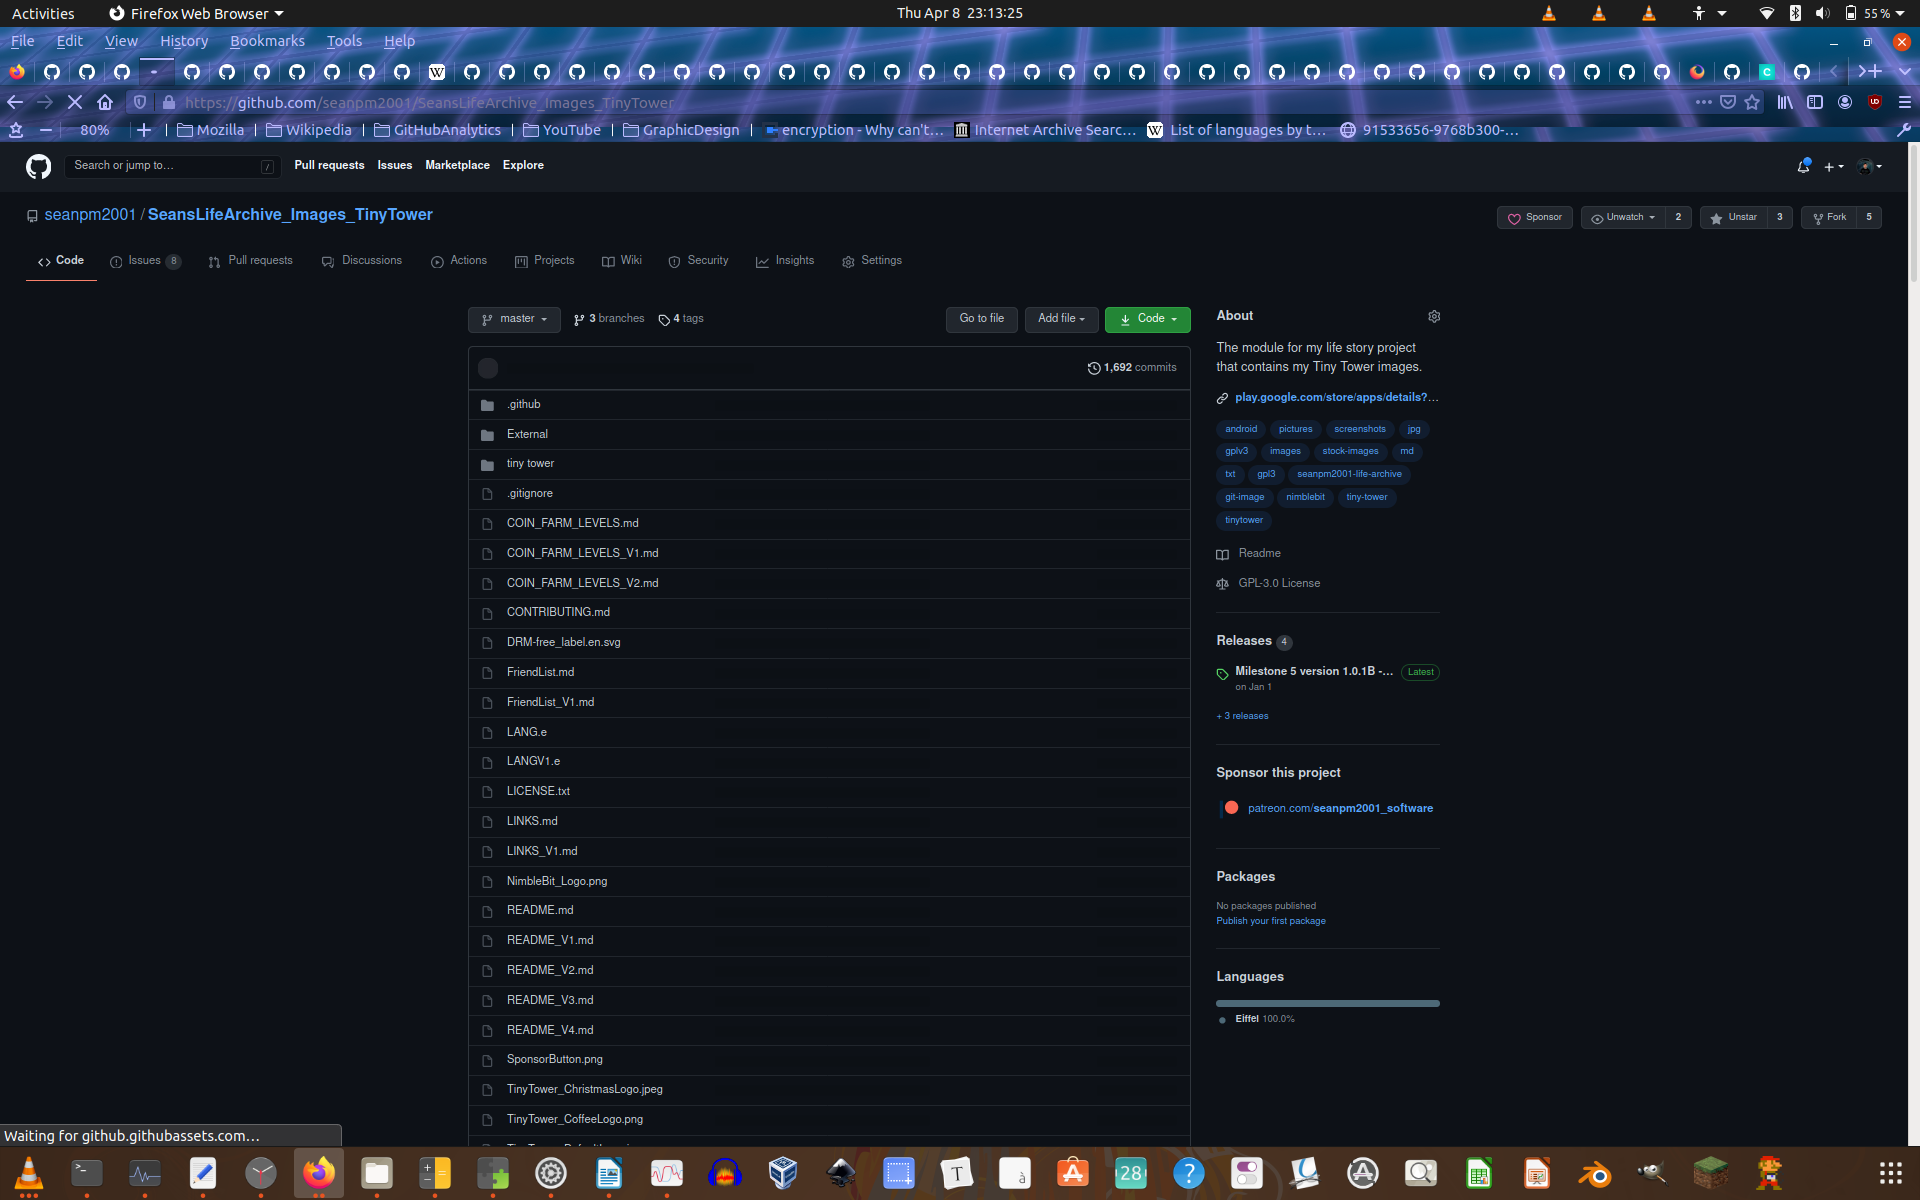 Activities Firefox Web Browser Thu Apr 8 23:13:25 55 %
File Edit View History Bookmarks Tools Help
https://github.com/seanpm2001/SeansLifeArchive_Images_TinyTower
80% Mozilla Wikipedia GitHubAnalytics YouTube GraphicDesign encryption - Why can't… Internet Archive Searc… List of languages by t… 91533656-9768b300-…
Search or jump to… / Pull requests Issues Marketplace Explore
seanpm2001 / SeansLifeArchive_Images_TinyTower
Sponsor Unwatch 2 Unstar 3 Fork 5
Code Issues 8 Pull requests Discussions Actions Projects Wiki Security Insights Settings
master 3 branches 4 tags Go to file Add file Code
1,692 commits
.github
External
tiny tower
.gitignore
COIN_FARM_LEVELS.md
COIN_FARM_LEVELS_V1.md
COIN_FARM_LEVELS_V2.md
CONTRIBUTING.md
DRM-free_label.en.svg
FriendList.md
FriendList_V1.md
LANG.e
LANGV1.e
LICENSE.txt
LINKS.md
LINKS_V1.md
NimbleBit_Logo.png
README.md
README_V1.md
README_V2.md
README_V3.md
README_V4.md
SponsorButton.png
TinyTower_ChristmasLogo.jpeg
TinyTower_CoffeeLogo.png
About
The module for my life story project
that contains my Tiny Tower images.
play.google.com/store/apps/details?…
android pictures screenshots jpg
gplv3 images stock-images md
txt gpl3 seanpm2001-life-archive
git-image nimblebit tiny-tower
tinytower
Readme
GPL-3.0 License
Releases 4
Milestone 5 version 1.0.1B -… Latest
on Jan 1
+ 3 releases
Sponsor this project
patreon.com/seanpm2001_software
Packages
No packages published
Publish your first package
Languages
Eiffel 100.0%
Waiting for github.githubassets.com…